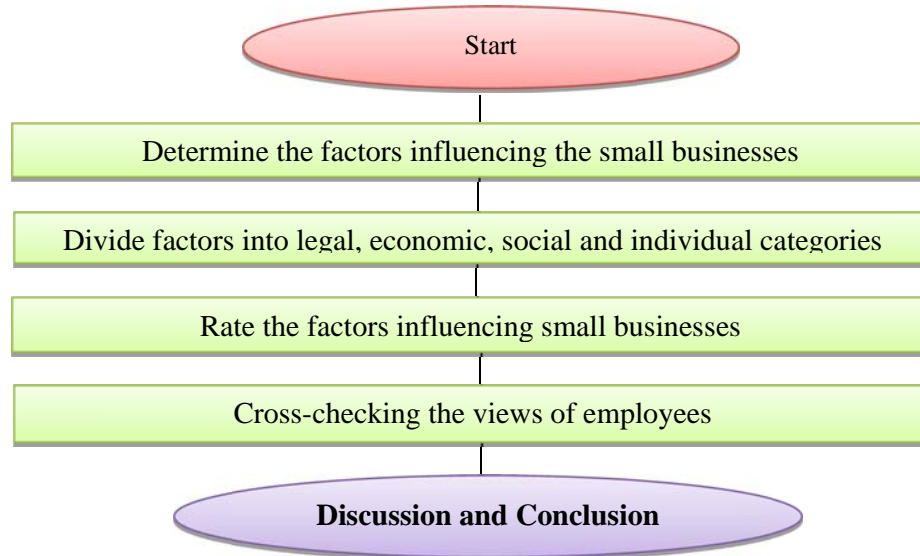 Start
Determine the factors influencing the small businesses
Divide factors into legal, economic, social and individual categories
Rate the factors influencing small businesses
Cross-checking the views of employees
Discussion and Conclusion